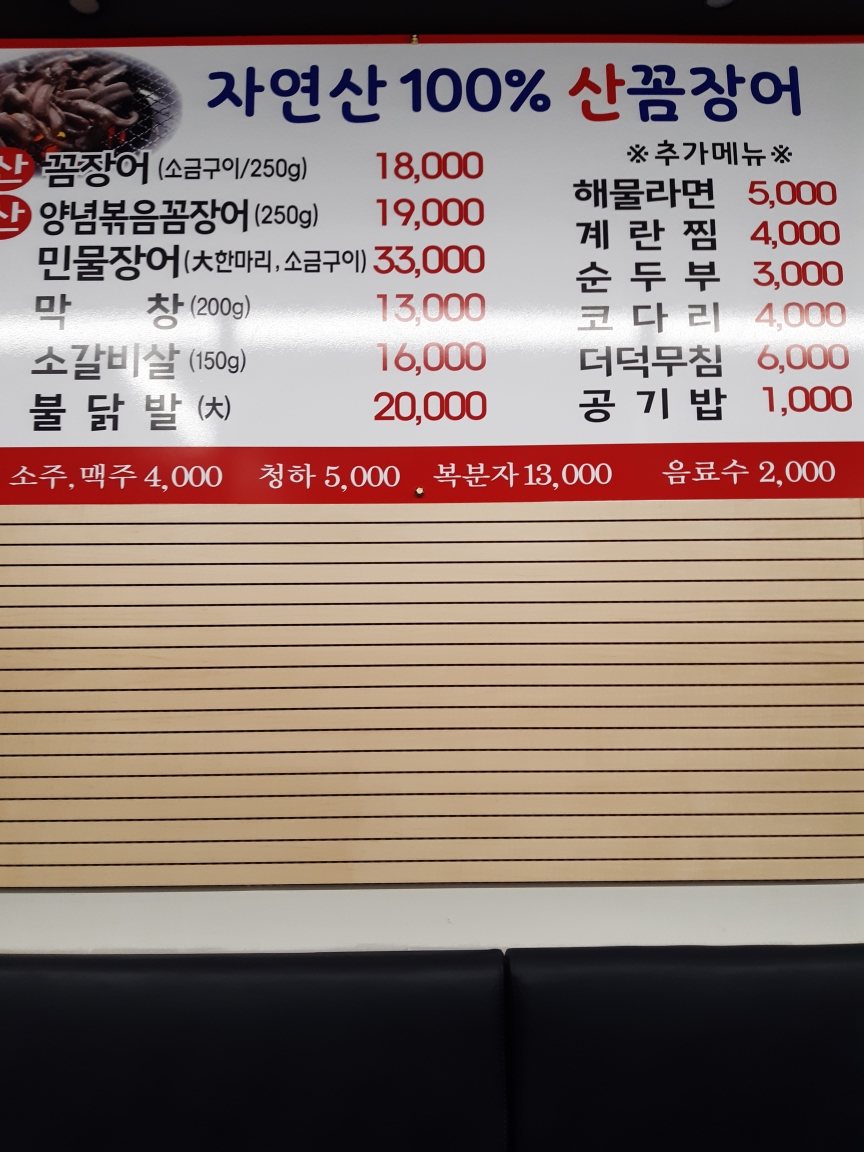 자연산 100% 산꼼장어
산 꼼장어 (소금구이/250g) 18,000
산 양념볶음꼼장어 (250g) 19,000
민물장어 (大한마리, 소금구이) 33,000
막 창 (200g) 13,000
소갈비살 (150g) 16,000
불 닭 발 (大) 20,000
※추가메뉴※
해물라면 5,000
계 란 찜 4,000
순 두 부 3,000
코 다 리 4,000
더덕무침 6,000
공 기 밥 1,000
소주, 맥주 4,000 청하 5,000 복분자 13,000 음료수 2,000